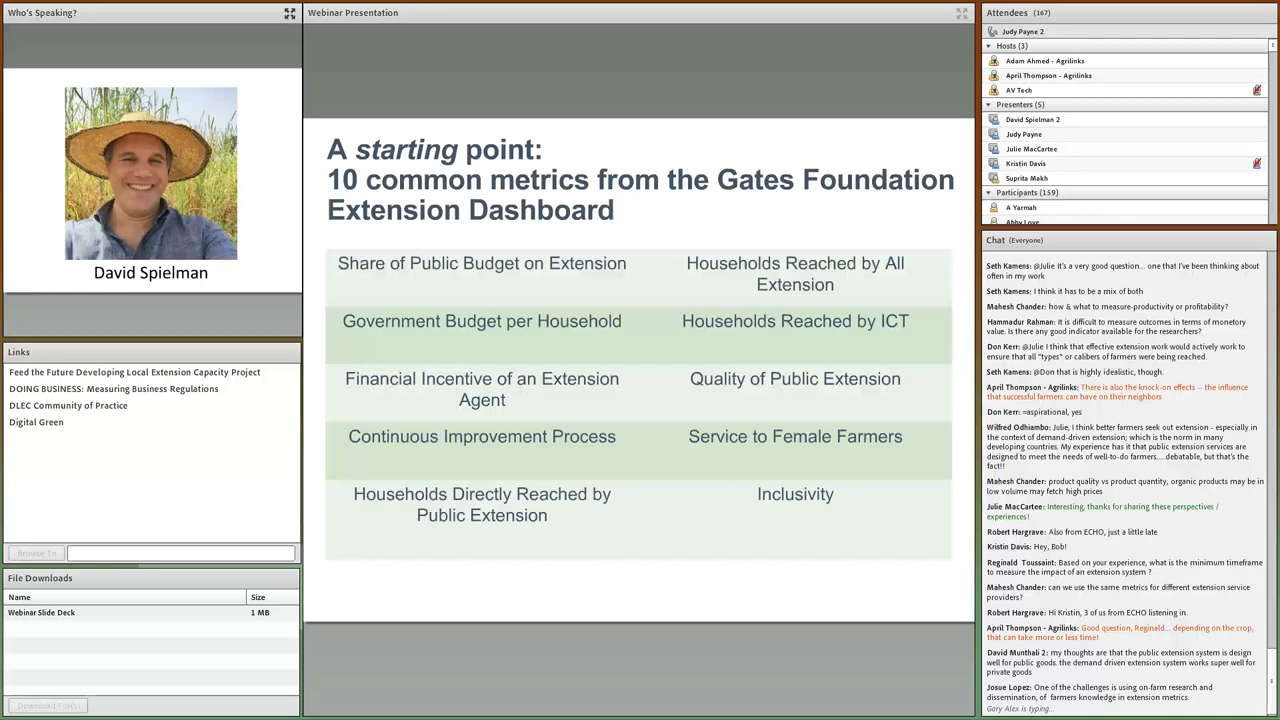 Who's Speaking?
David Spielman
Links
Feed the Future Developing Local Extension Capacity Project
DOING BUSINESS: Measuring Business Regulations
DLEC Community of Practice
Digital Green
Browse To
File Downloads
Name
Size
Webinar Slide Deck
1 MB
Download File(s)
Webinar Presentation
A starting point:
10 common metrics from the Gates Foundation
Extension Dashboard
Share of Public Budget on Extension
Households Reached by All
Extension
Government Budget per Household
Households Reached by ICT
Financial Incentive of an Extension
Agent
Quality of Public Extension
Continuous Improvement Process
Service to Female Farmers
Households Directly Reached by
Public Extension
Inclusivity
Attendees (167)
Judy Payne 2
Hosts (3)
Adam Ahmed - Agrilinks
April Thompson - Agrilinks
AV Tech
Presenters (5)
David Spielman 2
Judy Payne
Julie MacCartee
Kristin Davis
Suprita Makh
Participants (159)
A Yarmah
Abby Love
Chat (Everyone)
Seth Kamens: @Julie It's a very good question... one that I've been thinking about
often in my work
Seth Kamens: I think it has to be a mix of both
Mahesh Chander: how & what to measure-productivity or profitability?
Hammadur Rahman: It is difficult to measure outcomes in terms of monetory
value. Is there any good indicator available for the researchers?
Don Kerr: @Julie I think that effective extension work would actively work to
ensure that all "types" or calibers of farmers were being reached.
Seth Kamens: @Don that is highly idealistic, though.
April Thompson - Agrilinks: There is also the knock-on effects -- the influence
that successful farmers can have on their neighbors
Don Kerr: =aspirational, yes
Wilfred Odhiambo: Julie, I think better farmers seek out extension - especially in
the context of demand-driven extension; which is the norm in many
developing countries. My experience has it that public extension services are
designed to meet the needs of well-to-do farmers....debatable, but that's the
fact!!
Mahesh Chander: product quality vs product quantity, organic products may be in
low volume may fetch high prices
Julie MacCartee: Interesting, thanks for sharing these perspectives /
experiences!
Robert Hargrave: Also from ECHO, just a little late
Kristin Davis: Hey, Bob!
Reginald Toussaint: Based on your experience, what is the minimum timeframe
to measure the impact of an extension system ?
Mahesh Chander: can we use the same metrics for different extension service
providers?
Robert Hargrave: Hi Kristin, 3 of us from ECHO listening in.
April Thompson - Agrilinks: Good question, Reginald... depending on the crop,
that can take more or less time!
David Munthali 2: my thoughts are that the public extension system is design
well for public goods. the demand driven extension system works super well for
private goods
Josue Lopez: One of the challenges is using on-farm research and
dissemination, of farmers knowledge in extension metrics.
Gary Alex is typing...